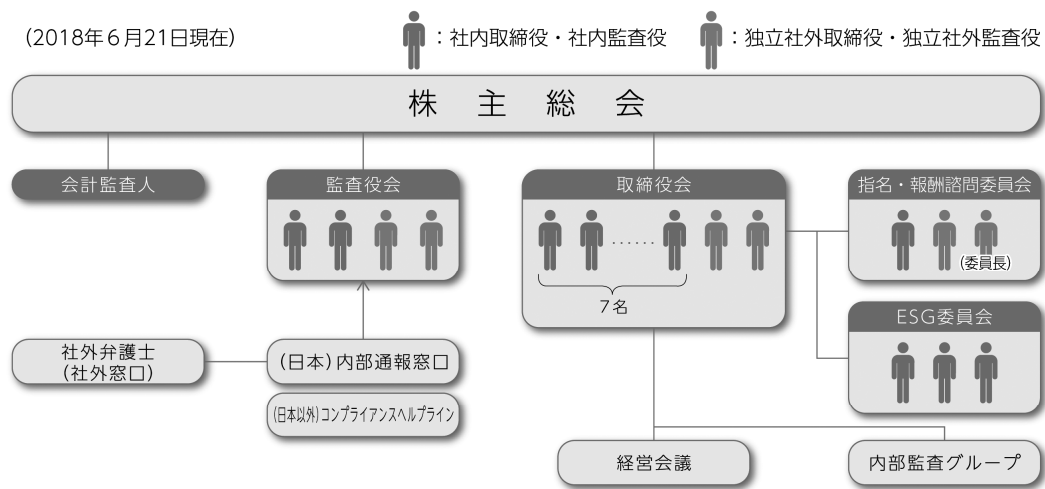 (2018年6月21日現在)
：社内取締役・社内監査役
：独立社外取締役・独立社外監査役
株主総会
会計監査人
監査役会
取締役会
指名・報酬諮問委員会
……
(委員長)
7名
ESG委員会
社外弁護士
(社外窓口)
(日本)内部通報窓口
(日本以外)コンプライアンスヘルプライン
経営会議
内部監査グループ